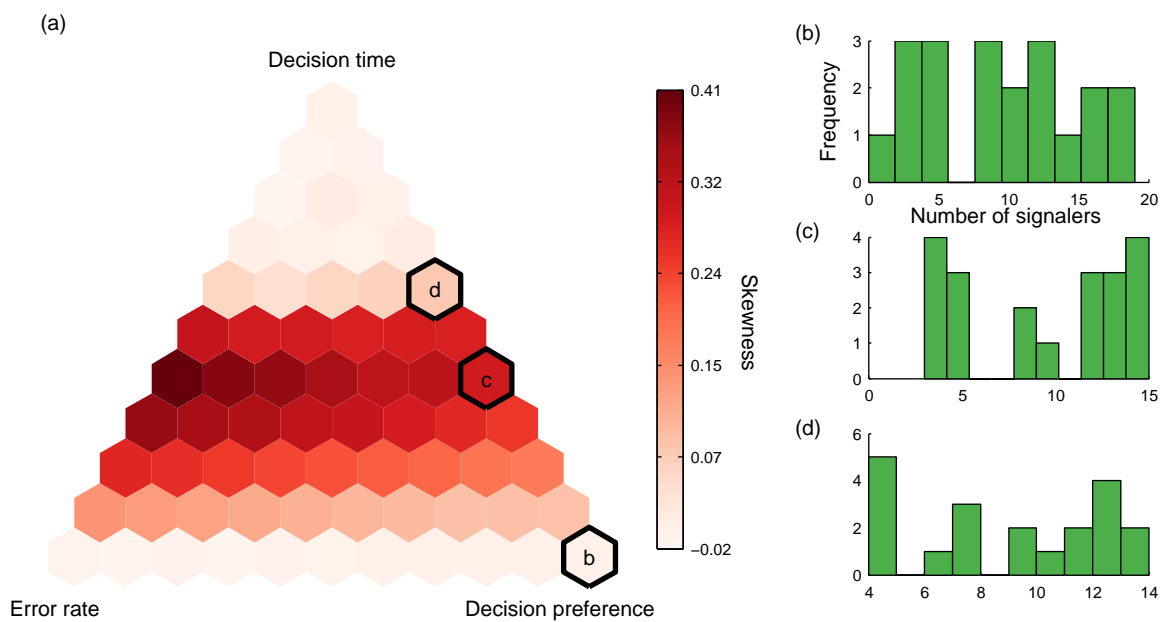 (a)
Decision time
d
c
b
Error rate
Decision preference
0.41
0.32
0.24
0.15
0.07
−0.02
Skewness
(b)
Frequency
3
2
1
0
0 5 10 15 20
Number of signalers
(c)
4
3
2
1
0
0 5 10 15
(d)
6
4
2
0
4 6 8 10 12 14